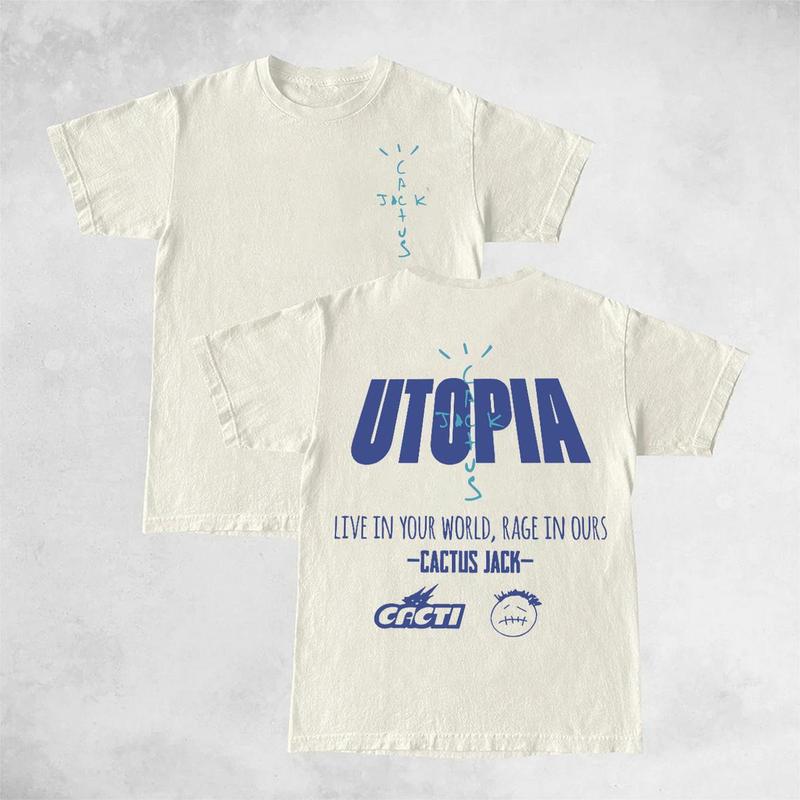 CACTUS
JACK
UTOPIA
CACTUS
JACK
LIVE IN YOUR WORLD, RAGE IN OURS
-CACTUS JACK-
CACTI